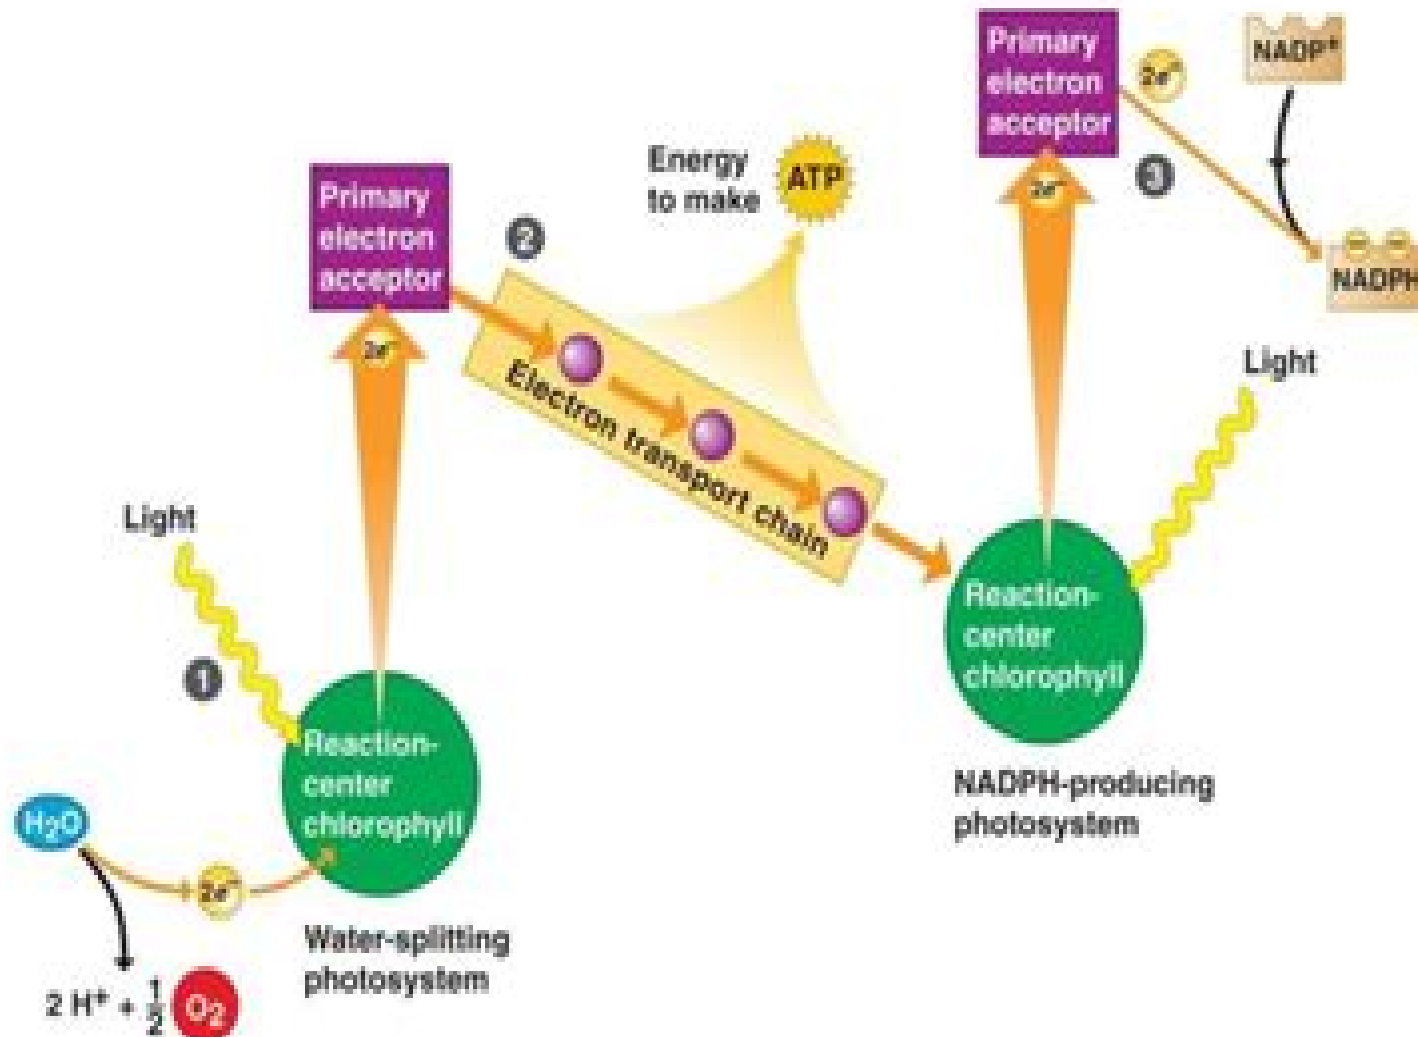 Primary
electron
acceptor
2e⁻
NADP⁺
3
2e⁻
NADPH
Energy
to make
ATP
Primary
electron
acceptor
2
2e⁻
Electron transport chain
Light
Light
1
Reaction-
center
chlorophyll
NADPH-producing
photosystem
Reaction-
center
chlorophyll
H₂O
2e⁻
Water-splitting
photosystem
2 H⁺ + 1/2 O₂